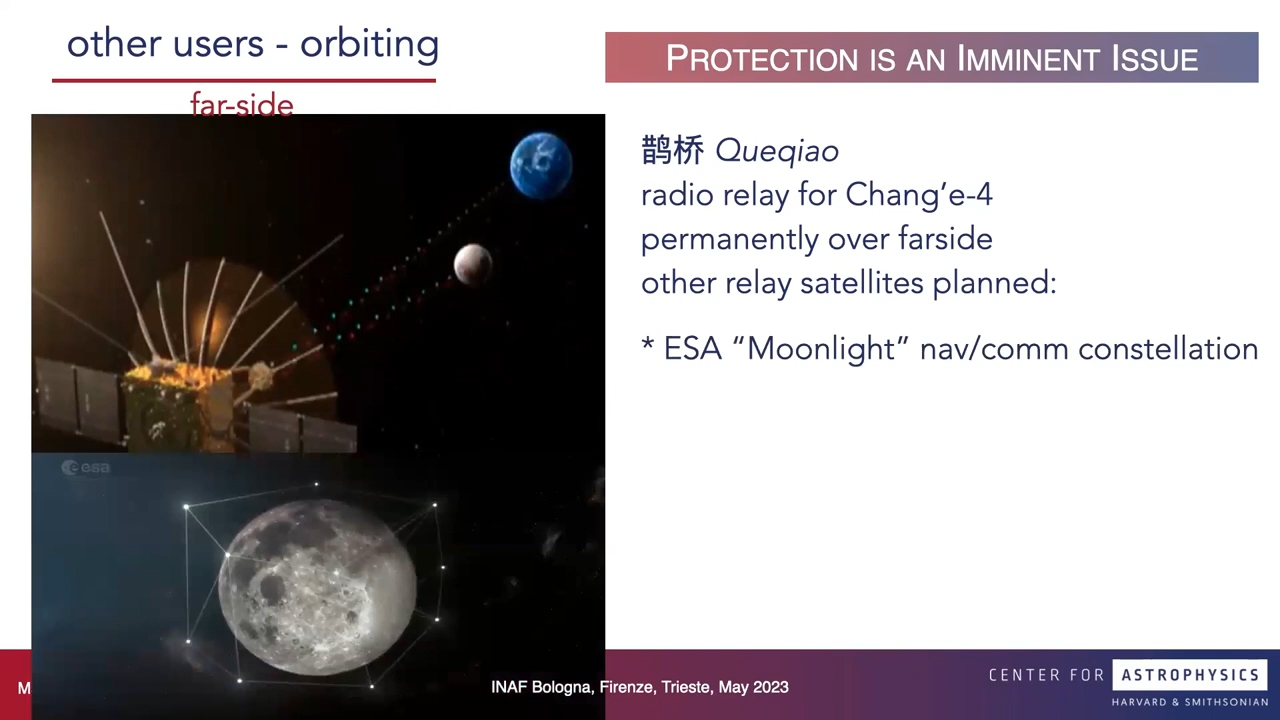 other users - orbiting
far-side
PROTECTION IS AN IMMINENT ISSUE
鹊桥 Queqiao
radio relay for Chang’e-4
permanently over farside
other relay satellites planned:
* ESA “Moonlight” nav/comm constellation
esa
M
INAF Bologna, Firenze, Trieste, May 2023
CENTER FOR ASTROPHYSICS
HARVARD & SMITHSONIAN